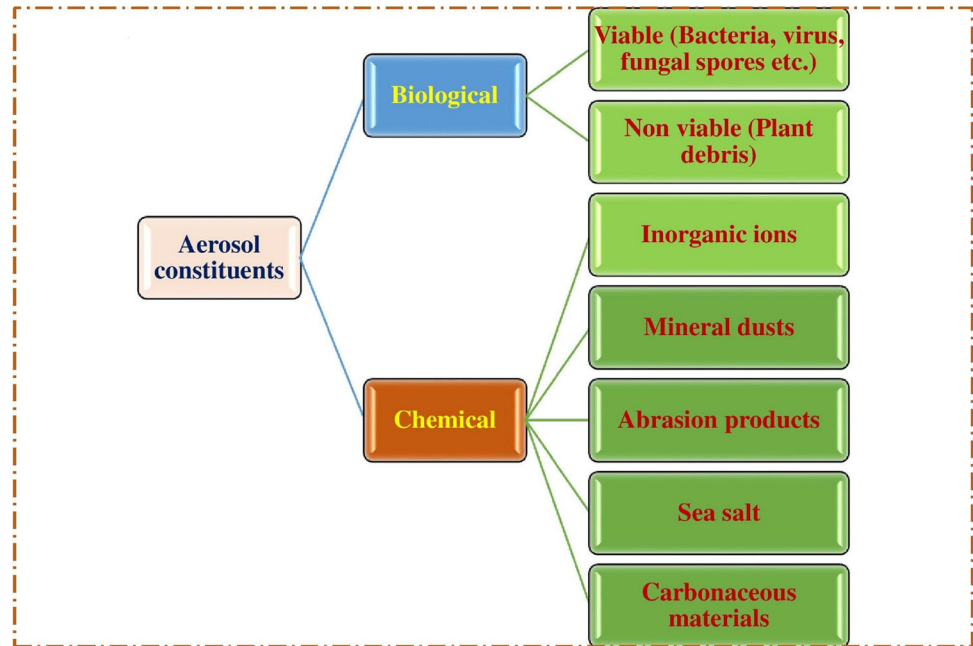 Viable (Bacteria, virus,
fungal spores etc.)
Biological
Non viable (Plant
debris)
Inorganic ions
Aerosol
constituents
Mineral dusts
Chemical
Abrasion products
Sea salt
Carbonaceous
materials